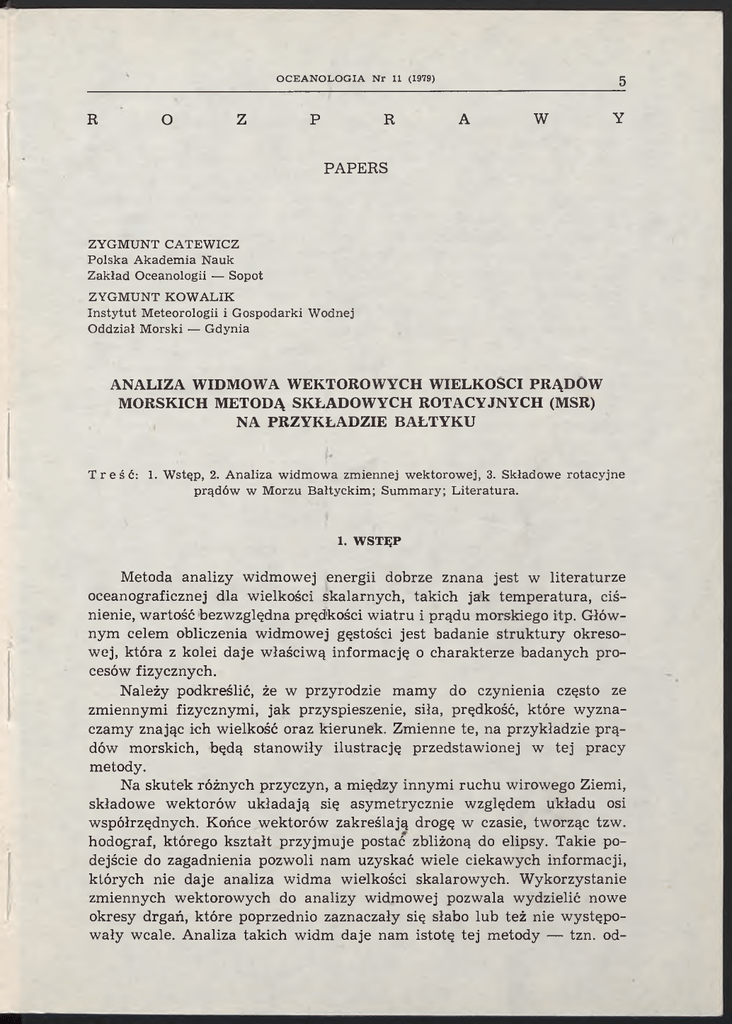 OCEANOLOGIA Nr 11 (1979) 5
R O Z P R A W Y
PAPERS
ZYGMUNT CATEWICZ
Polska Akademia Nauk
Zakład Oceanologii — Sopot
ZYGMUNT KOWALIK
Instytut Meteorologii i Gospodarki Wodnej
Oddział Morski — Gdynia
ANALIZA WIDMOWA WEKTOROWYCH WIELKOŚCI PRĄDÓW
MORSKICH METODĄ SKŁADOWYCH ROTACYJNYCH (MSR)
NA PRZYKŁADZIE BAŁTYKU
Treść: 1. Wstęp, 2. Analiza widmowa zmiennej wektorowej, 3. Składowe rotacyjne
prądów w Morzu Bałtyckim; Summary; Literatura.
1. WSTĘP
Metoda analizy widmowej energii dobrze znana jest w literaturze
oceanograficznej dla wielkości skalarnych, takich jak temperatura, ciś-
nienie, wartość bezwzględna prędkości wiatru i prądu morskiego itp. Głów-
nym celem obliczenia widmowej gęstości jest badanie struktury okreso-
wej, która z kolei daje właściwą informację o charakterze badanych pro-
cesów fizycznych.
Należy podkreślić, że w przyrodzie mamy do czynienia często ze
zmiennymi fizycznymi, jak przyspieszenie, siła, prędkość, które wyzna-
czamy znając ich wielkość oraz kierunek. Zmienne te, na przykładzie prą-
dów morskich, będą stanowiły ilustrację przedstawionej w tej pracy
metody.
Na skutek różnych przyczyn, a między innymi ruchu wirowego Ziemi,
składowe wektorów układają się asymetrycznie względem układu osi
współrzędnych. Końce wektorów zakreślają drogę w czasie, tworząc tzw.
hodograf, którego kształt przyjmuje postać zbliżoną do elipsy. Takie po-
dejście do zagadnienia pozwoli nam uzyskać wiele ciekawych informacji,
których nie daje analiza widma wielkości skalarowych. Wykorzystanie
zmiennych wektorowych do analizy widmowej pozwala wydzielić nowe
okresy drgań, które poprzednio zaznaczały się słabo lub też nie występo-
wały wcale. Analiza takich widm daje nam istotę tej metody — tzn. od-